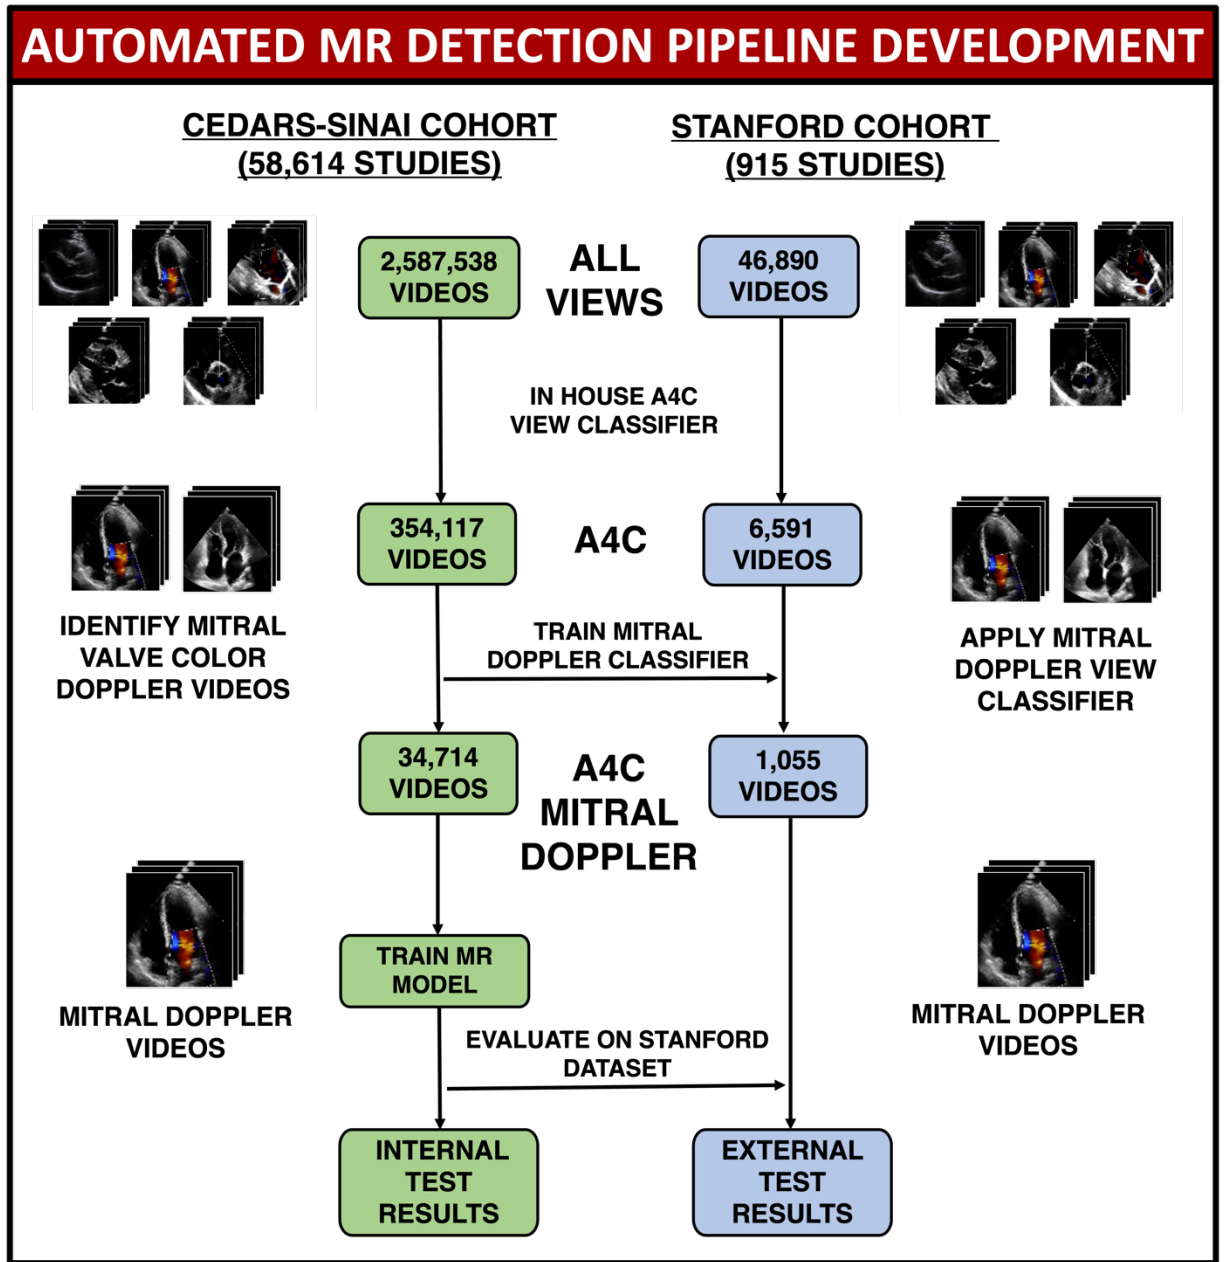 AUTOMATED MR DETECTION PIPELINE DEVELOPMENT
CEDARS-SINAI COHORT
(58,614 STUDIES)
STANFORD COHORT
(915 STUDIES)
2,587,538
VIDEOS
ALL
VIEWS
46,890
VIDEOS
IN HOUSE A4C
VIEW CLASSIFIER
354,117
VIDEOS
A4C
6,591
VIDEOS
IDENTIFY MITRAL
VALVE COLOR
DOPPLER VIDEOS
TRAIN MITRAL
DOPPLER CLASSIFIER
APPLY MITRAL
DOPPLER VIEW
CLASSIFIER
34,714
VIDEOS
A4C
MITRAL
DOPPLER
1,055
VIDEOS
TRAIN MR
MODEL
MITRAL DOPPLER
VIDEOS
MITRAL DOPPLER
VIDEOS
EVALUATE ON STANFORD
DATASET
INTERNAL
TEST
RESULTS
EXTERNAL
TEST
RESULTS